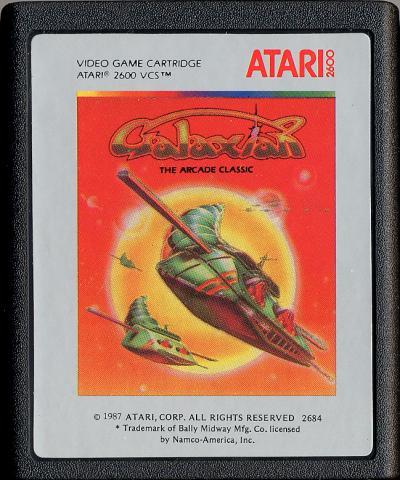 VIDEO GAME CARTRIDGE
ATARI® 2600 VCS™
ATARI
2600
Galaxian
THE ARCADE CLASSIC
© 1987 ATARI, CORP. ALL RIGHTS RESERVED 2684
* Trademark of Bally Midway Mfg. Co. licensed
by Namco-America, Inc.